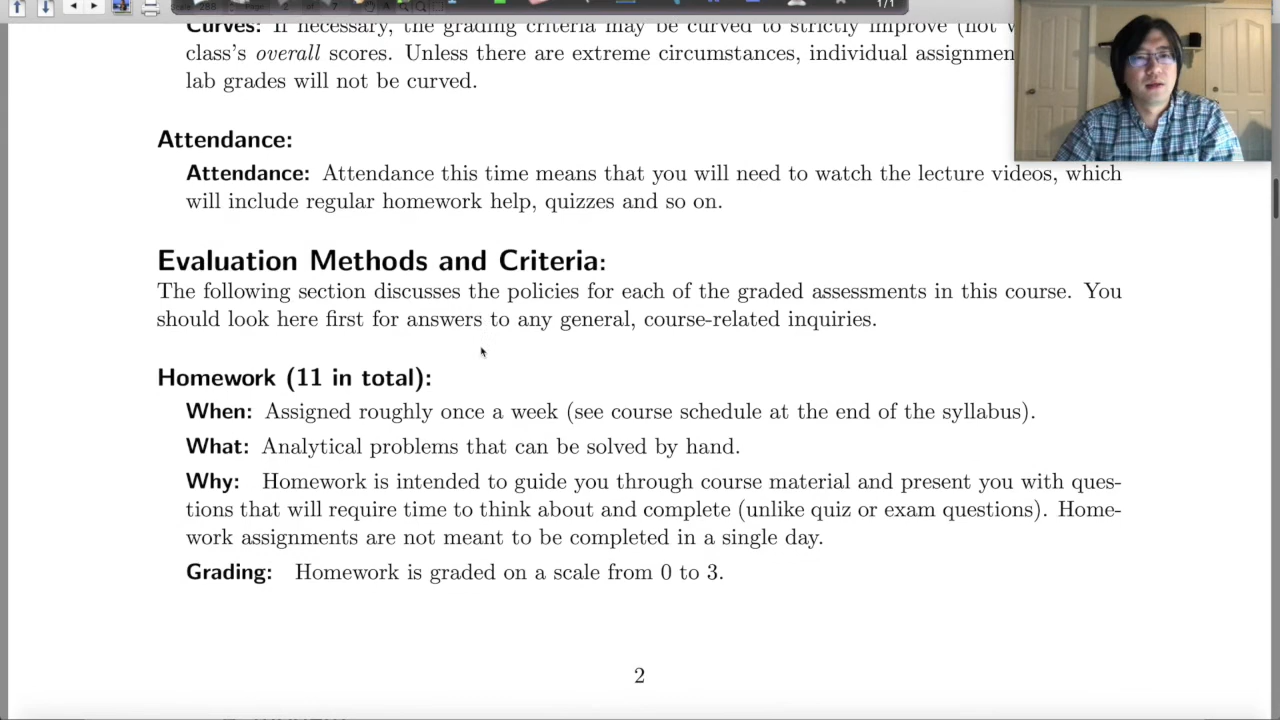 288 2 of 7 1/1
Curves: If necessary, the grading criteria may be curved to strictly improve (not
class's overall scores. Unless there are extreme circumstances, individual assignmen
lab grades will not be curved.
Attendance:
Attendance: Attendance this time means that you will need to watch the lecture videos, which
will include regular homework help, quizzes and so on.
Evaluation Methods and Criteria:
The following section discusses the policies for each of the graded assessments in this course. You
should look here first for answers to any general, course-related inquiries.
Homework (11 in total):
When: Assigned roughly once a week (see course schedule at the end of the syllabus).
What: Analytical problems that can be solved by hand.
Why: Homework is intended to guide you through course material and present you with ques-
tions that will require time to think about and complete (unlike quiz or exam questions). Home-
work assignments are not meant to be completed in a single day.
Grading: Homework is graded on a scale from 0 to 3.
2